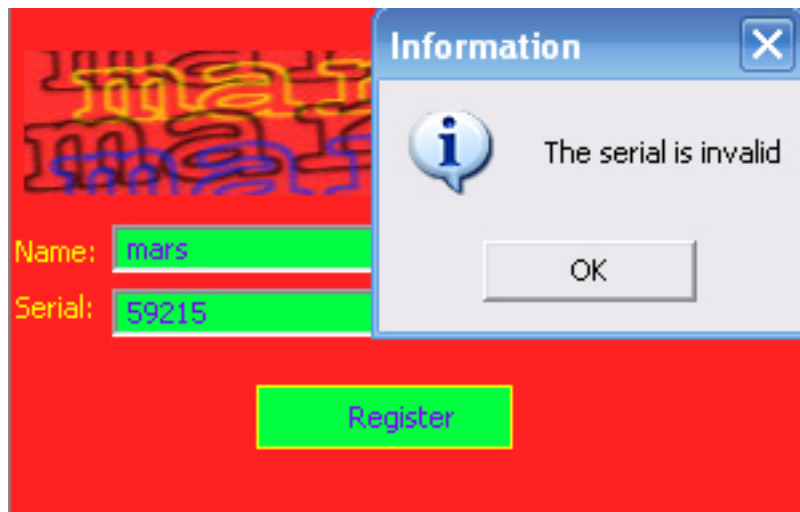 Information
The serial is invalid
OK
Name: mars
Serial: 59215
Register